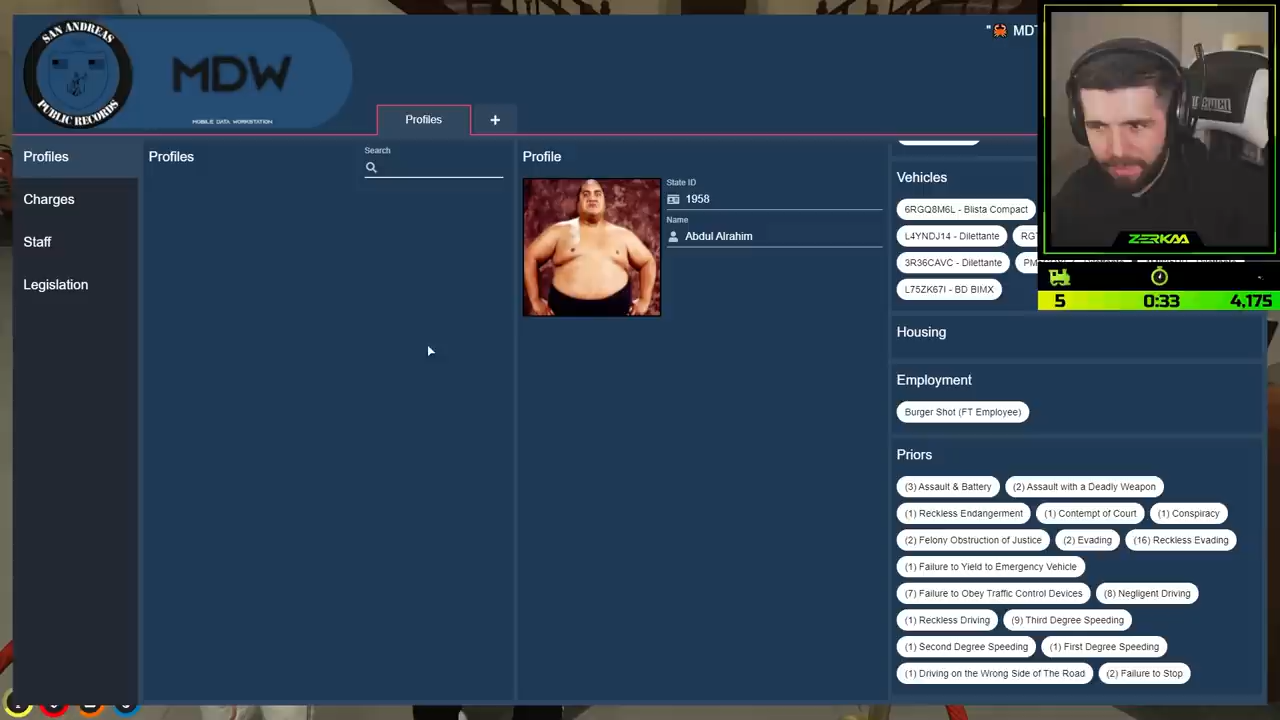 SAN ANDREAS
PUBLIC RECORDS
MDW
MOBILE DATA WORKSTATION
" 🦀 MDT
Profiles
+
Profiles
Charges
Staff
Legislation
Profiles
Search
Profile
State ID
1958
Name
Abdul Alrahim
Vehicles
6RGQ8M6L - Blista Compact
L4YNDJ14 - Dilettante
3R36CAVC - Dilettante
L75ZK67I - BD BIMX
Housing
Employment
Burger Shot (FT Employee)
Priors
(3) Assault & Battery (2) Assault with a Deadly Weapon
(1) Reckless Endangerment (1) Contempt of Court (1) Conspiracy
(2) Felony Obstruction of Justice (2) Evading (16) Reckless Evading
(1) Failure to Yield to Emergency Vehicle
(7) Failure to Obey Traffic Control Devices (8) Negligent Driving
(1) Reckless Driving (9) Third Degree Speeding
(1) Second Degree Speeding (1) First Degree Speeding
(1) Driving on the Wrong Side of The Road (2) Failure to Stop
ZERKAA
5 0:33 4,175